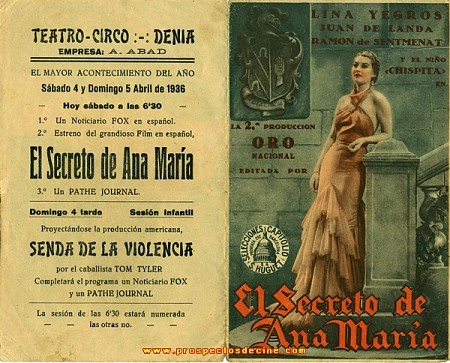 TEATRO-CIRCO :-: DENIA
EMPRESA: A. ABAD
EL MAYOR ACONTECIMIENTO DEL AÑO
Sábado 4 y Domingo 5 Abril de 1936
Hoy sábado a las 6'30
1.º Un Noticiario FOX en español.
2.º Estreno del grandioso Film en español,
El Secreto de Ana María
3.º Un PATHE JOURNAL.
Domingo 4 tarde Sesión Infantil
Proyectándose la producción americana,
SENDA DE LA VIOLENCIA
por el caballista TOM TYLER
Completará el programa un Noticiario FOX
y un PATHE JOURNAL
La sesión de las 6'30 estará numerada
las otras no.
LINA YEGROS
JUAN DE LANDA
RAMON DE SENTMENAT
Y EL NIÑO
"CHISPITA"
EN
LA 2.ª PRODUCCION
ORO
NACIONAL
EDITADA POR
SELECCIONES CAPITOLIO
S. HUGUET
El Secreto de
Ana María
www.prospectosdecine.com